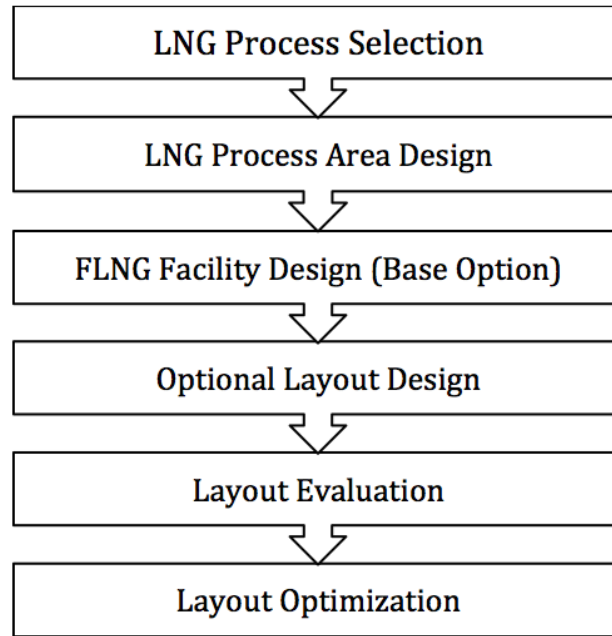 LNG Process Selection
LNG Process Area Design
FLNG Facility Design (Base Option)
Optional Layout Design
Layout Evaluation
Layout Optimization